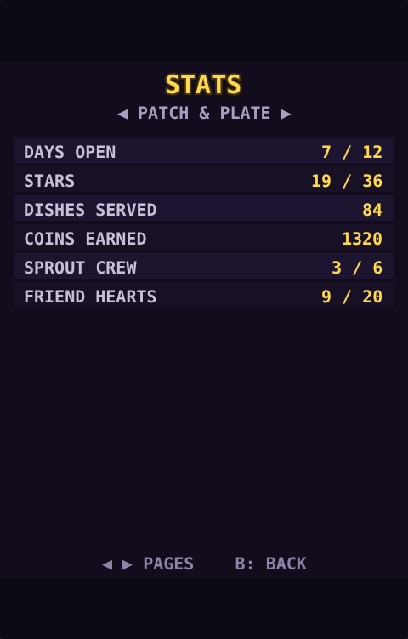 STATS
◀ PATCH & PLATE ▶
DAYS OPEN 7 / 12
STARS 19 / 36
DISHES SERVED 84
COINS EARNED 1320
SPROUT CREW 3 / 6
FRIEND HEARTS 9 / 20
◀ ▶ PAGES B: BACK